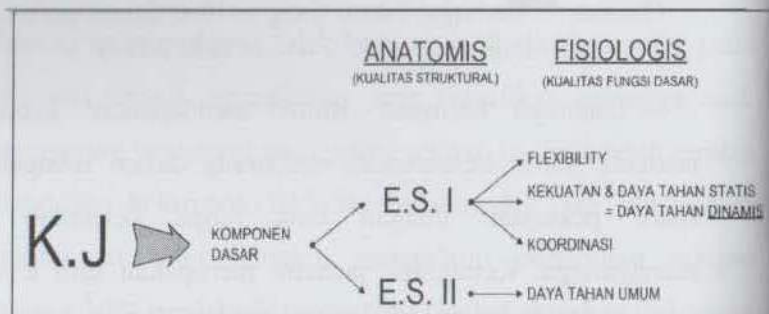 ANATOMIS FISIOLOGIS
(KUALITAS STRUKTURAL) (KUALITAS FUNGSI DASAR)
FLEXIBILITY
E.S. I KEKUATAN & DAYA TAHAN STATIS
= DAYA TAHAN DINAMIS
K.J KOMPONEN
DASAR
KOORDINASI
E.S. II DAYA TAHAN UMUM